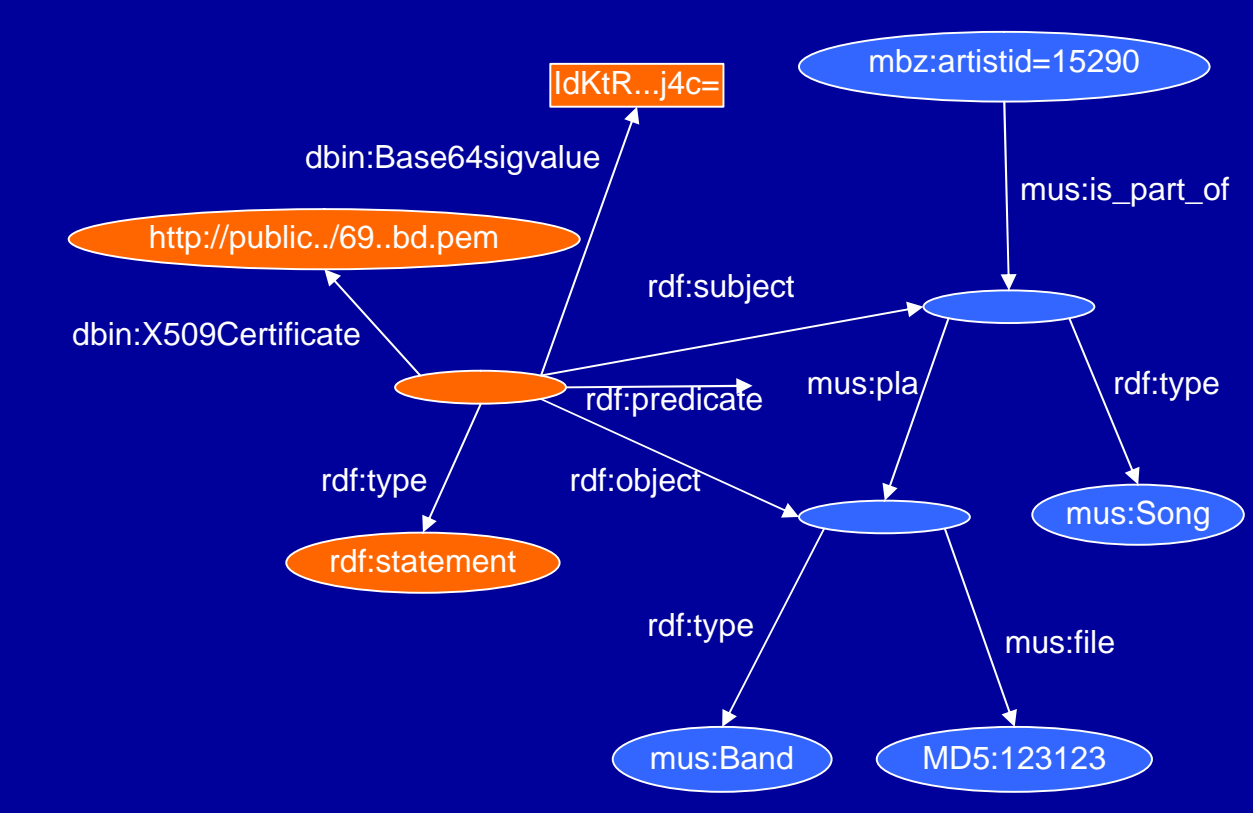 mbz:artistid=15290
IdKtR...j4c=
dbin:Base64sigvalue
mus:is_part_of
http://public../69..bd.pem
rdf:subject
dbin:X509Certificate
mus:pla
rdf:type
rdf:predicate
rdf:type
rdf:object
mus:Song
rdf:statement
rdf:type
mus:file
mus:Band
MD5:123123